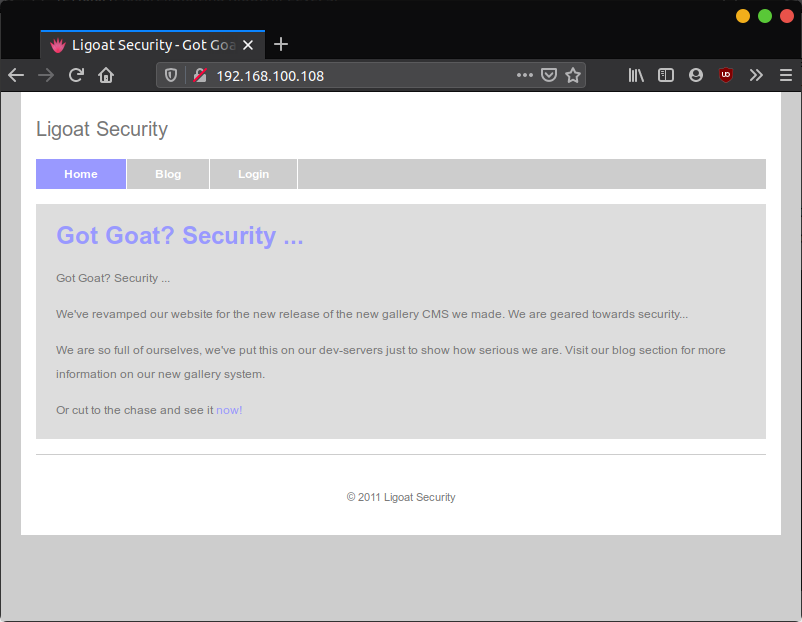 Ligoat Security - Got Goa
192.168.100.108
Ligoat Security
Home Blog Login
Got Goat? Security ...
Got Goat? Security ...
We've revamped our website for the new release of the new gallery CMS we made. We are geared towards security...
We are so full of ourselves, we've put this on our dev-servers just to show how serious we are. Visit our blog section for more
information on our new gallery system.
Or cut to the chase and see it now!
© 2011 Ligoat Security